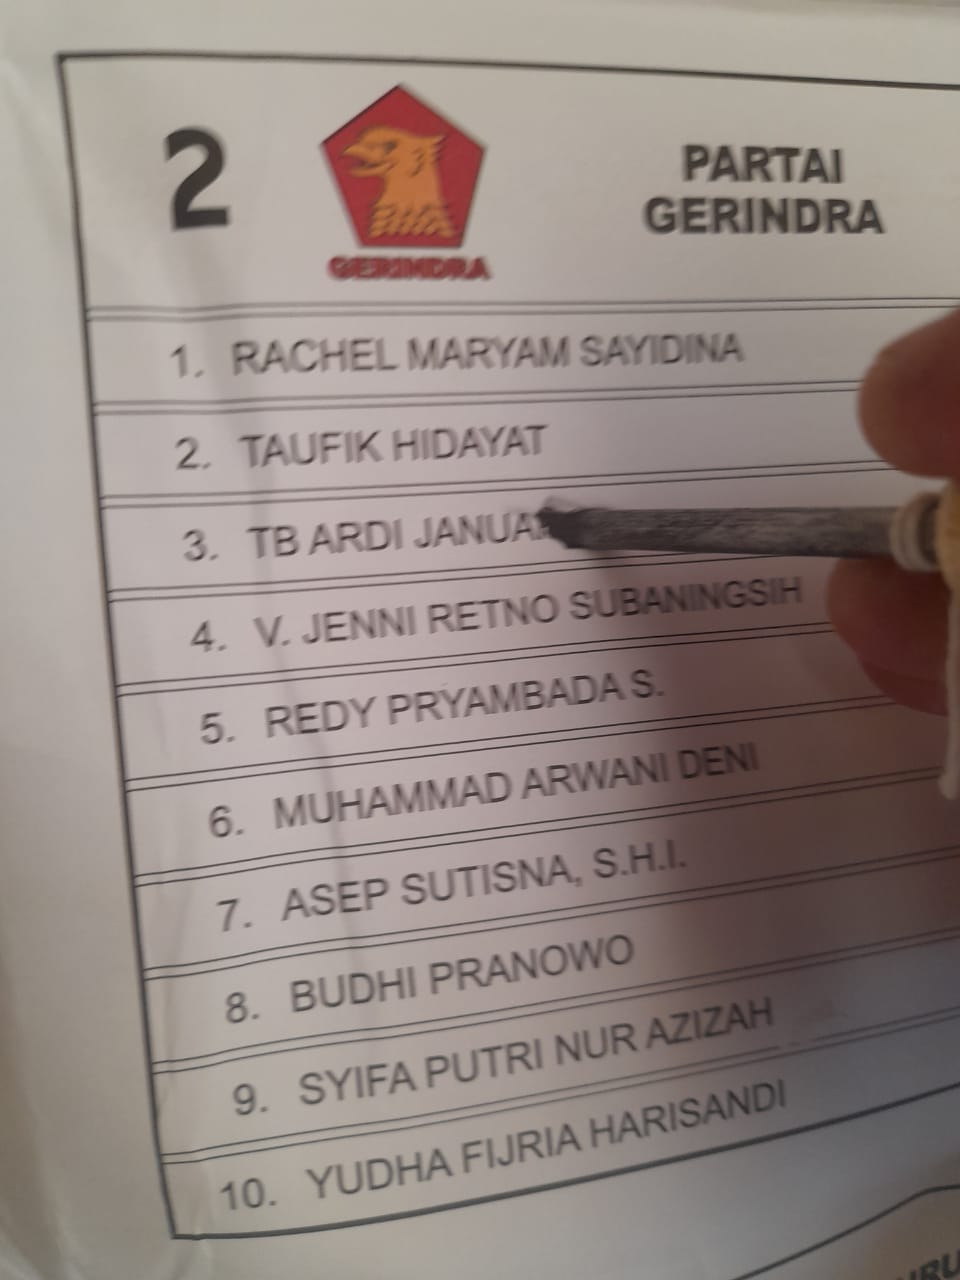 2
GERINDRA
PARTAI
GERINDRA
1. RACHEL MARYAM SAYIDINA
2. TAUFIK HIDAYAT
3. TB ARDI
4. V. JENNI RETNO SUBANINGSIH
5. REDY PRYAMBADA S.
6. MUHAMMAD ARWANI DENI
7. ASEP SUTISNA, S.H.I.
8. BUDHI PRANOWO
9. SYIFA PUTRI NUR AZIZAH
10. YUDHA FIJRIA HARISANDI